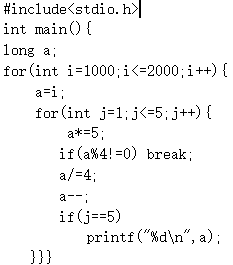 #include<stdio.h>
int main(){
long a;
for(int i=1000;i<=2000;i++){
a=i;
for(int j=1;j<=5;j++){
a*=5;
if(a%4!=0) break;
a/=4;
a--;
if(j==5)
printf("%d\n",a);
}}}